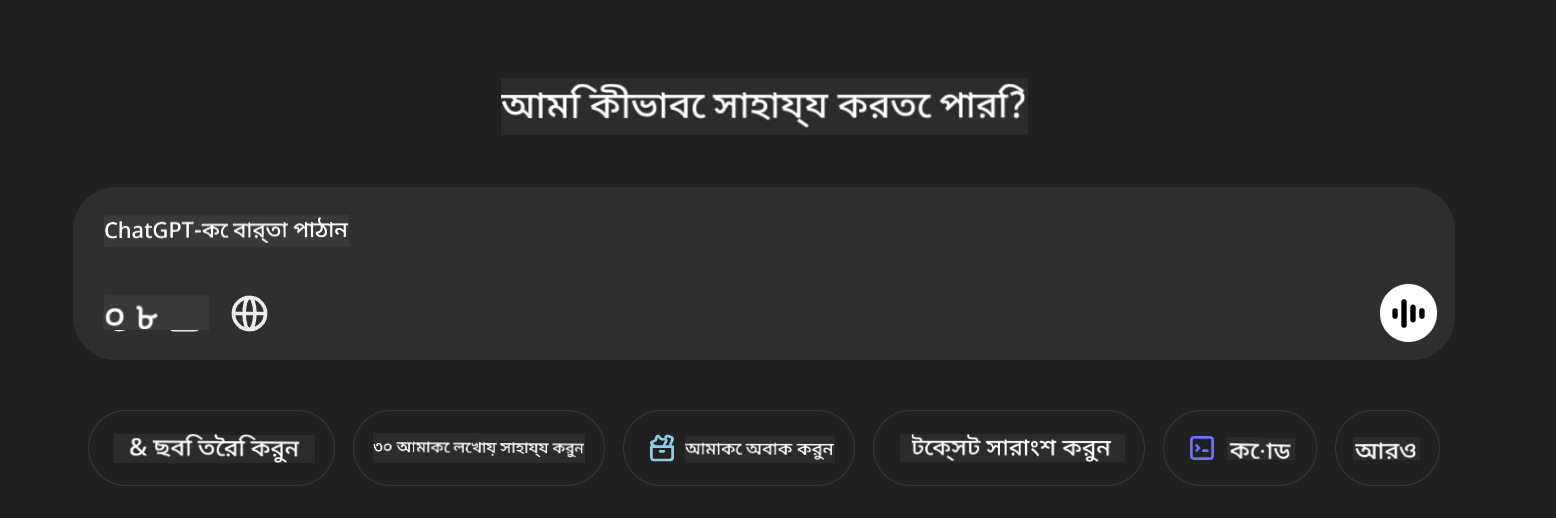 আমি কীভাবে সাহায্য করতে পারি?
ChatGPT-কে বার্তা পাঠান
০ ৮ _
& ছবি তৈরি করুন
৩০ আমাকে লেখায় সাহায্য করুন
আমাকে অবাক করুন
টেক্সট সারাংশ করুন
কোড
আরও